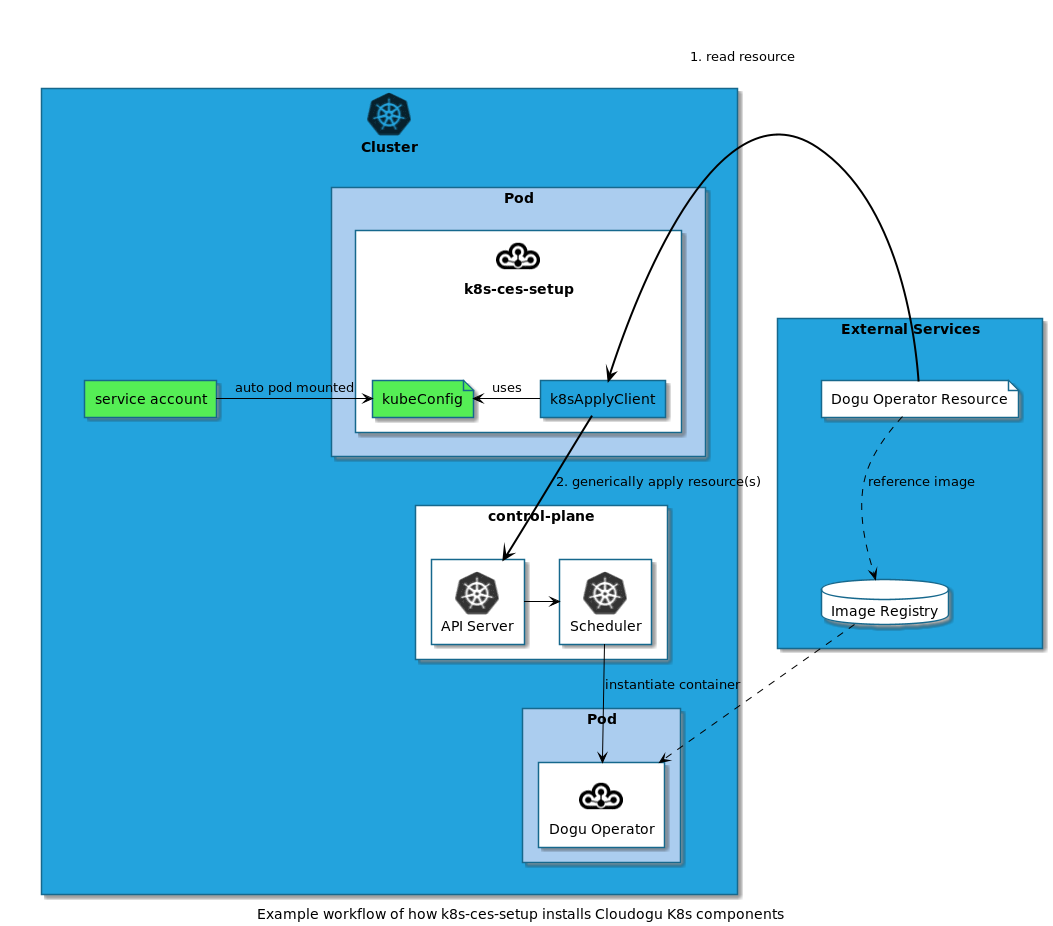 1. read resource
Cluster
Pod
k8s-ces-setup
External Services
service account
auto pod mounted
kubeConfig
uses
k8sApplyClient
Dogu Operator Resource
2. generically apply resource(s)
reference image
control-plane
API Server
Scheduler
Image Registry
instantiate container
Pod
Dogu Operator
Example workflow of how k8s-ces-setup installs Cloudogu K8s components